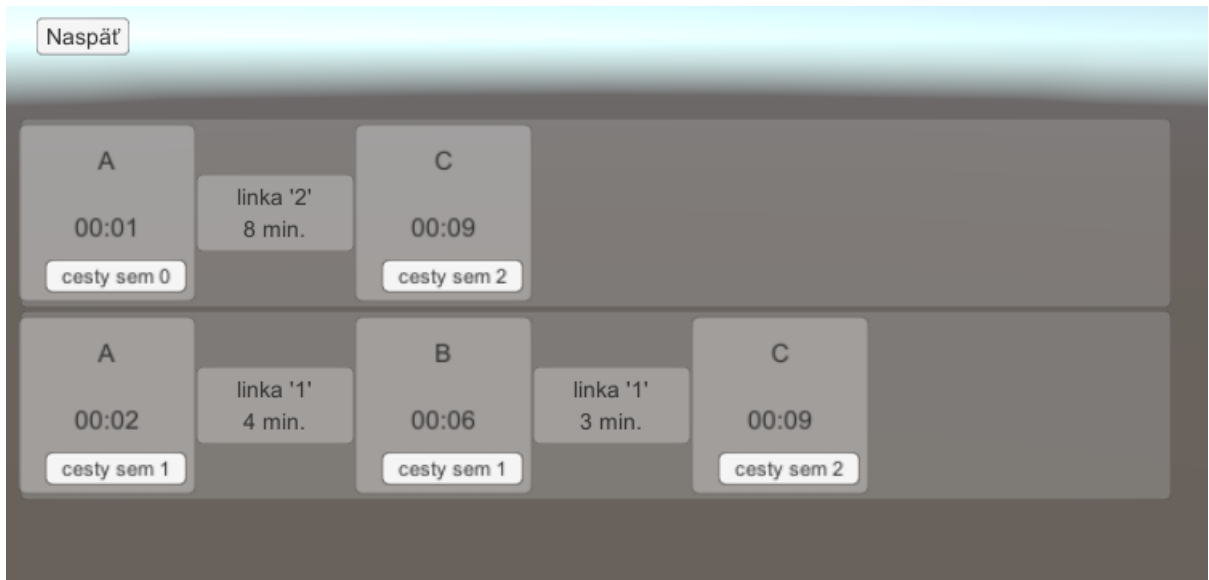 Naspäť
A
linka '2'
C
00:01
8 min.
00:09
cesty sem 0
cesty sem 2
A
linka '1'
B
linka '1'
C
00:02
4 min.
00:06
3 min.
00:09
cesty sem 1
cesty sem 1
cesty sem 2